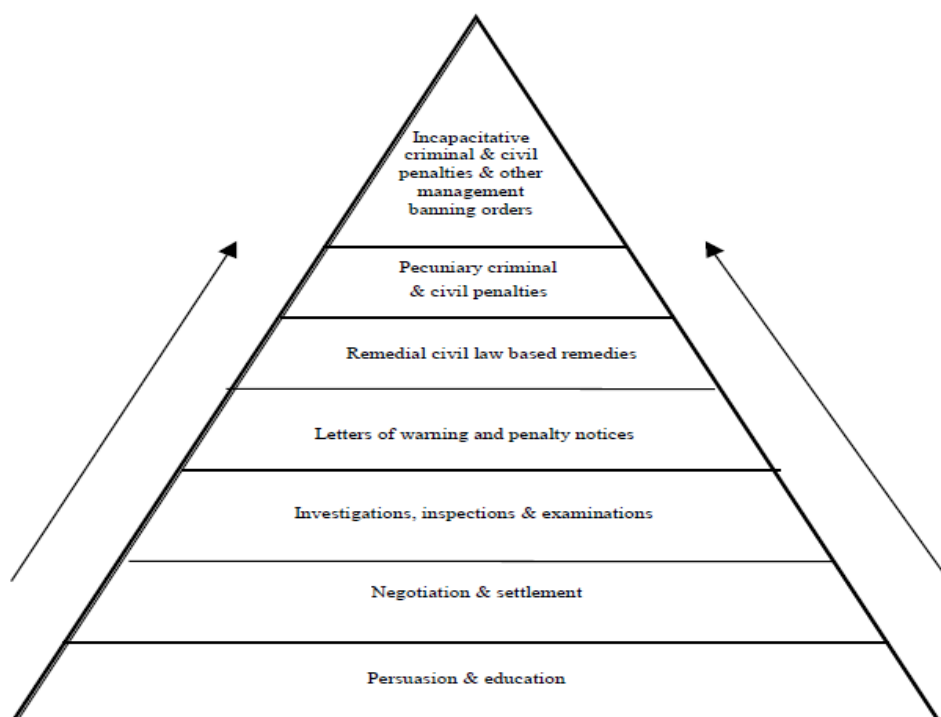 Incapacitative
criminal & civil
penalties & other
management
banning orders
Pecuniary criminal
& civil penalties
Remedial civil law based remedies
Letters of warning and penalty notices
Investigations, inspections & examinations
Negotiation & settlement
Persuasion & education